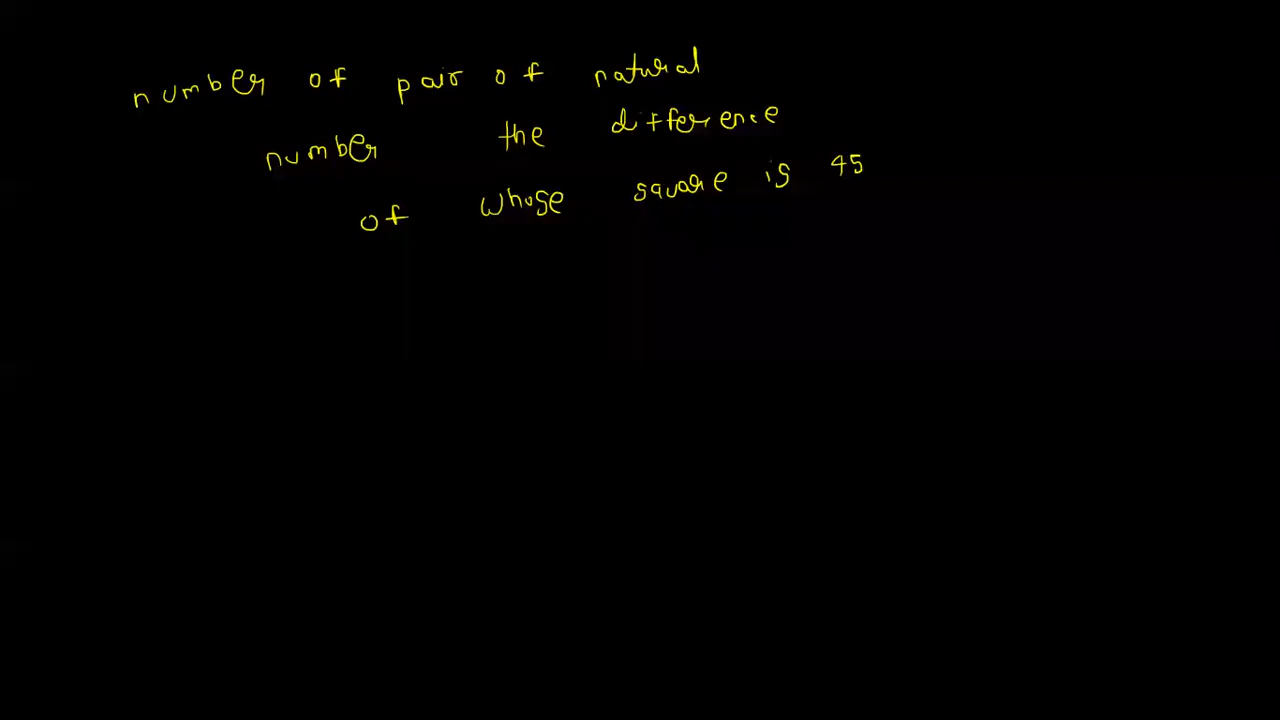 number of pair of natural
number the difference
of whose square is 45